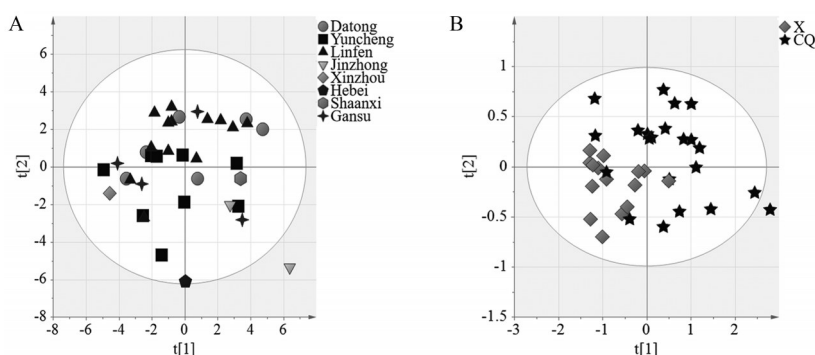 A
t[2]
6
4
2
0
-2
-4
-6
-8
-8 -6 -4 -2 0 2 4 6
t[1]
Datong
Yuncheng
Linfen
Jinzhong
Xinzhou
Hebei
Shaanxi
Gansu
B
t[2]
1
0.5
0
-0.5
-1
-1.5
-3 -2 -1 0 1 2
t[1]
X
CQ